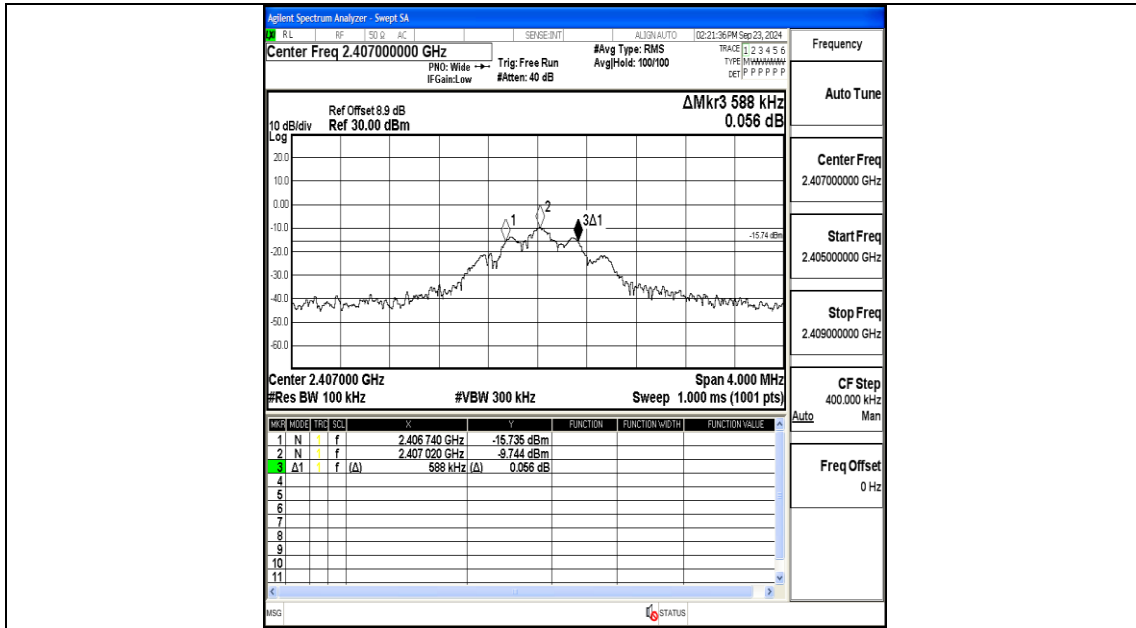 Agilent Spectrum Analyzer - Swept SA
RL RF 50 Ω AC SENSE:INT ALIGN AUTO 02:21:36 PM Sep 23, 2024
Center Freq 2.407000000 GHz
PNO: Wide
IFGain:Low
Trig: Free Run
#Atten: 40 dB
#Avg Type: RMS
Avg|Hold: 100/100
TRACE 1 2 3 4 5 6
TYPE
DET P P P P P P
Ref Offset 8.9 dB
10 dB/div Ref 30.00 dBm
Log
ΔMkr3 588 kHz
0.056 dB
20.0
10.0
0.00
-10.0
-20.0
-30.0
-40.0
-50.0
-60.0
1
2
3Δ1
-15.74 dBm
Center 2.407000 GHz Span 4.000 MHz
#Res BW 100 kHz #VBW 300 kHz Sweep 1.000 ms (1001 pts)
MKR MODE TRC SCL X Y FUNCTION FUNCTION WIDTH FUNCTION VALUE
1 N 1 f 2.406 740 GHz -15.735 dBm
2 N 1 f 2.407 020 GHz -9.744 dBm
3 Δ1 1 f (Δ) 588 kHz (Δ) 0.056 dB
4
5
6
7
8
9
10
11
MSG STATUS
Frequency
Auto Tune
Center Freq
2.407000000 GHz
Start Freq
2.405000000 GHz
Stop Freq
2.409000000 GHz
CF Step
400.000 kHz
Auto Man
Freq Offset
0 Hz